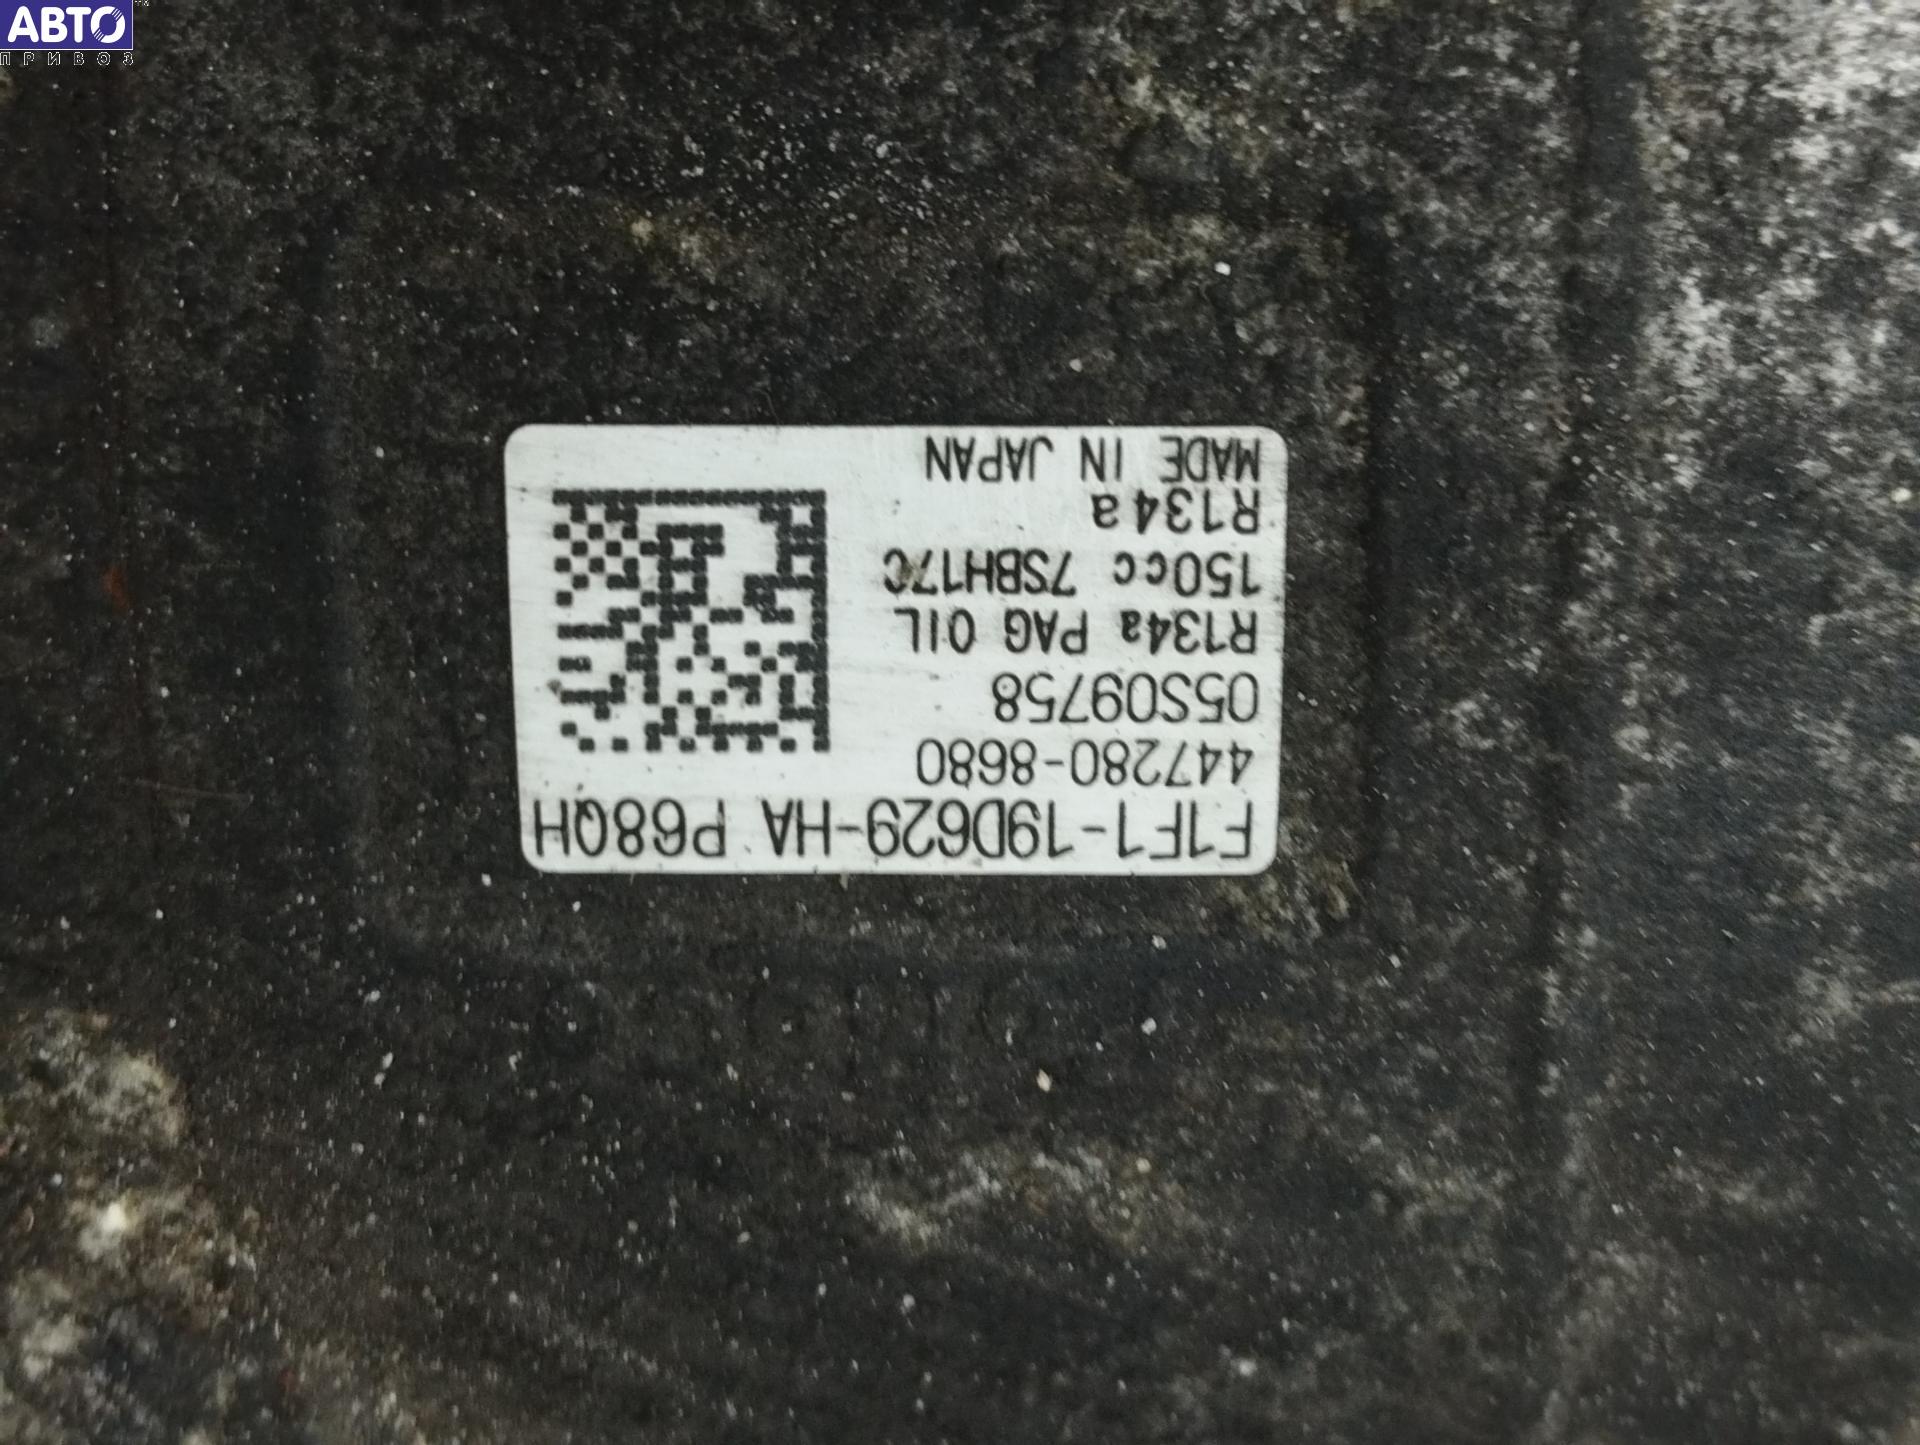 АВТО
ПРИВОЗ
F1F1-19D629-HA P68QH
447280-8680
05S09758
R134a PAG OIL
150cc 7SBH17C
R134a
MADE IN JAPAN